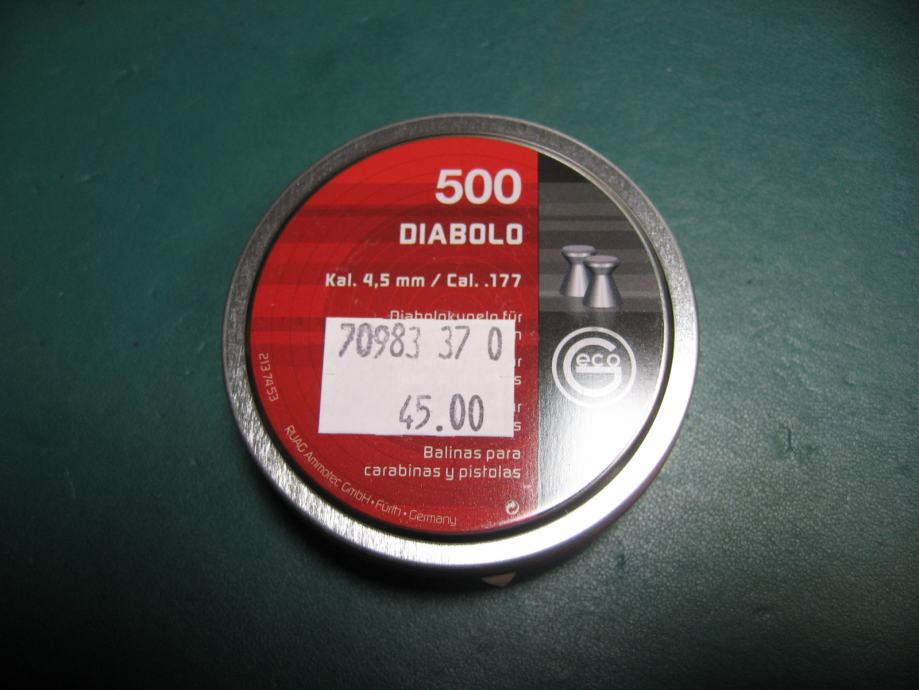 500
DIABOLO
Kal. 4,5 mm / Cal. .177
Diabolokugeln für
70983 37 0
45.00
Balinas para
carabinas y pistolas
Geco
213 7453
RUAG Ammotec GmbH • Fürth • Germany